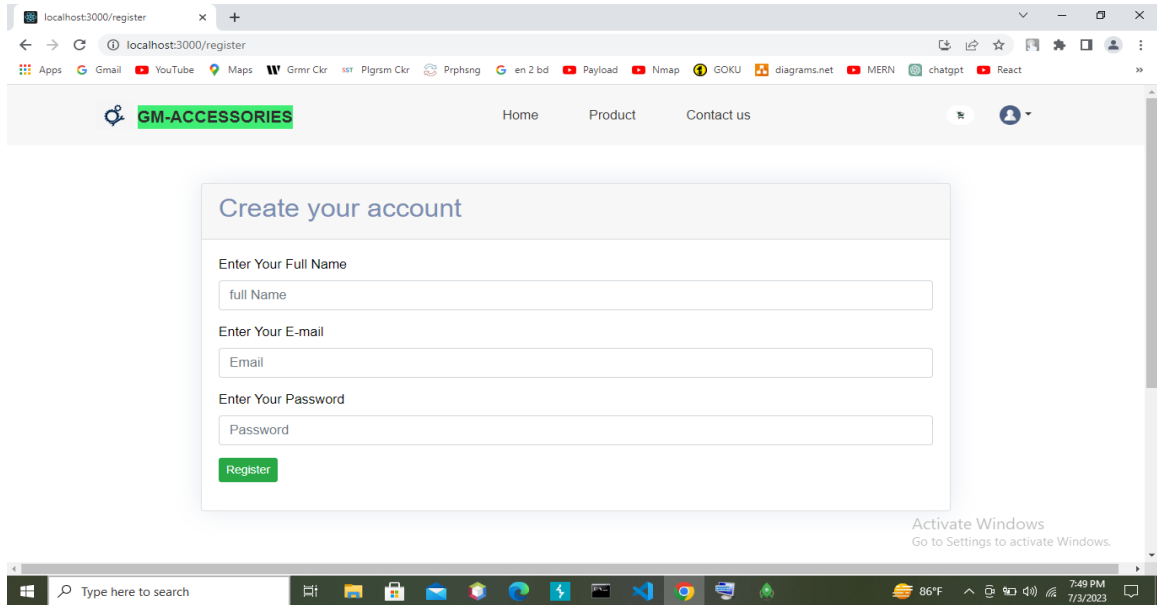 localhost:3000/register
localhost:3000/register
Apps Gmail YouTube Maps Grmr Ckr SST Plgrsm Ckr Prphsng en 2 bd Payload Nmap GOKU diagrams.net MERN chatgpt React »
GM-ACCESSORIES Home Product Contact us
Create your account
Enter Your Full Name
full Name
Enter Your E-mail
Email
Enter Your Password
Password
Register
Activate Windows
Go to Settings to activate Windows.
Type here to search 86°F 7:49 PM
7/3/2023